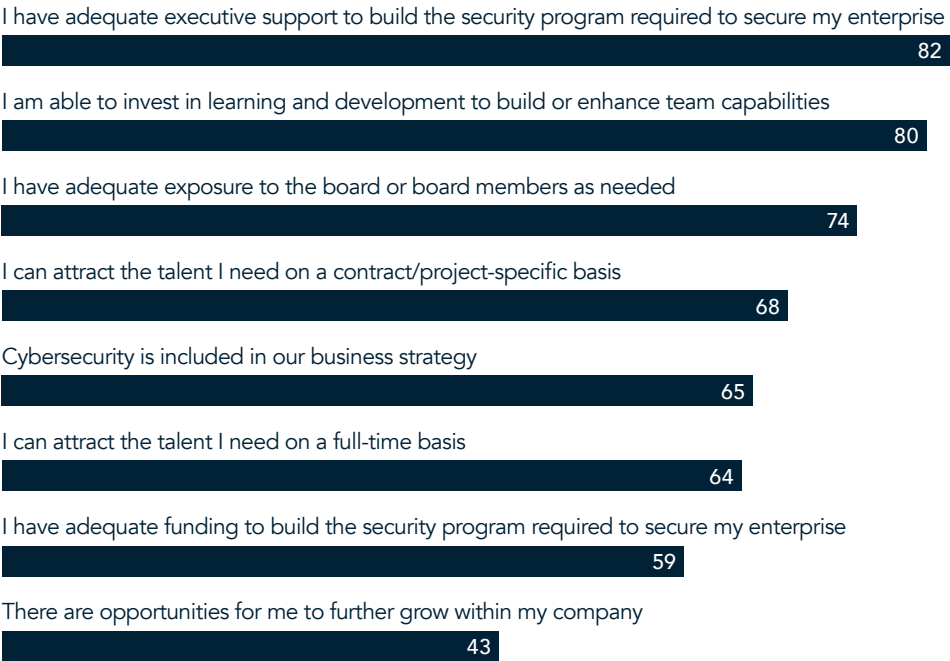 I have adequate executive support to build the security program required to secure my enterprise
82
I am able to invest in learning and development to build or enhance team capabilities
80
I have adequate exposure to the board or board members as needed
74
I can attract the talent I need on a contract/project-specific basis
68
Cybersecurity is included in our business strategy
65
I can attract the talent I need on a full-time basis
64
I have adequate funding to build the security program required to secure my enterprise
59
There are opportunities for me to further grow within my company
43